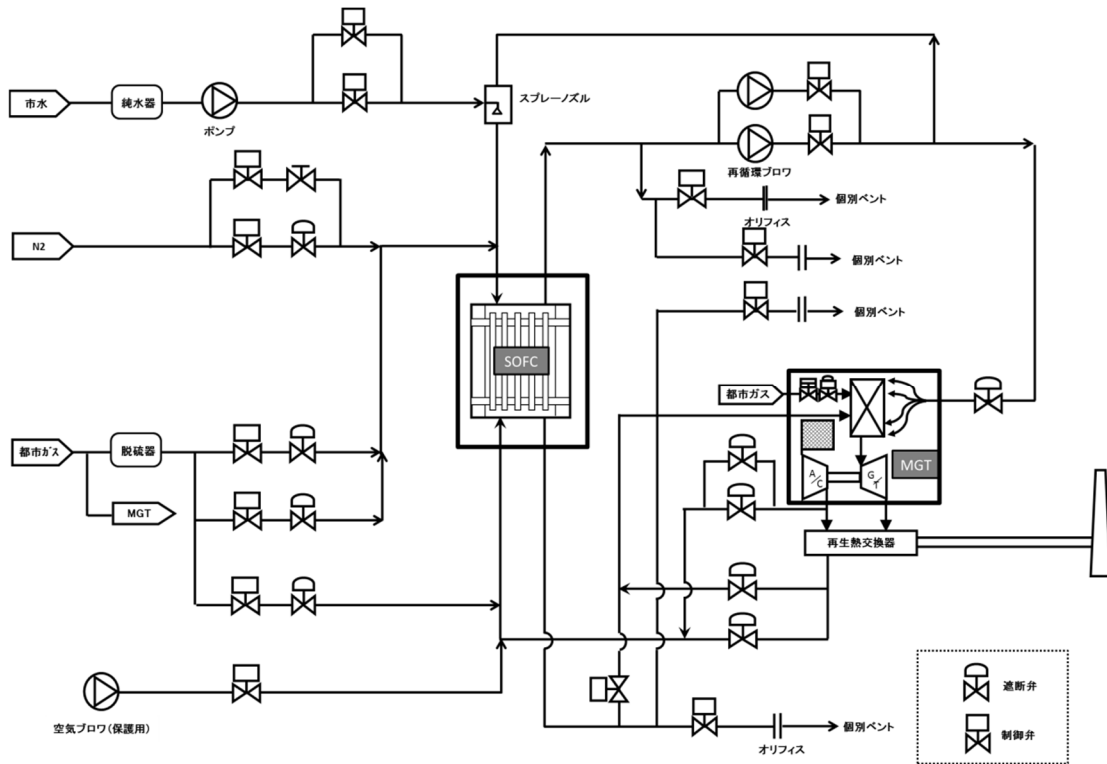 市水
純水器
ポンプ
スプレーノズル
再循環ブロワ
個別ベント
オリフィス
N2
個別ベント
個別ベント
SOFC
都市ガス
都市ガス
脱硫器
MGT
A/C
G/T
MGT
再生熱交換器
空気ブロワ(保護用)
オリフィス
個別ベント
遮断弁
制御弁